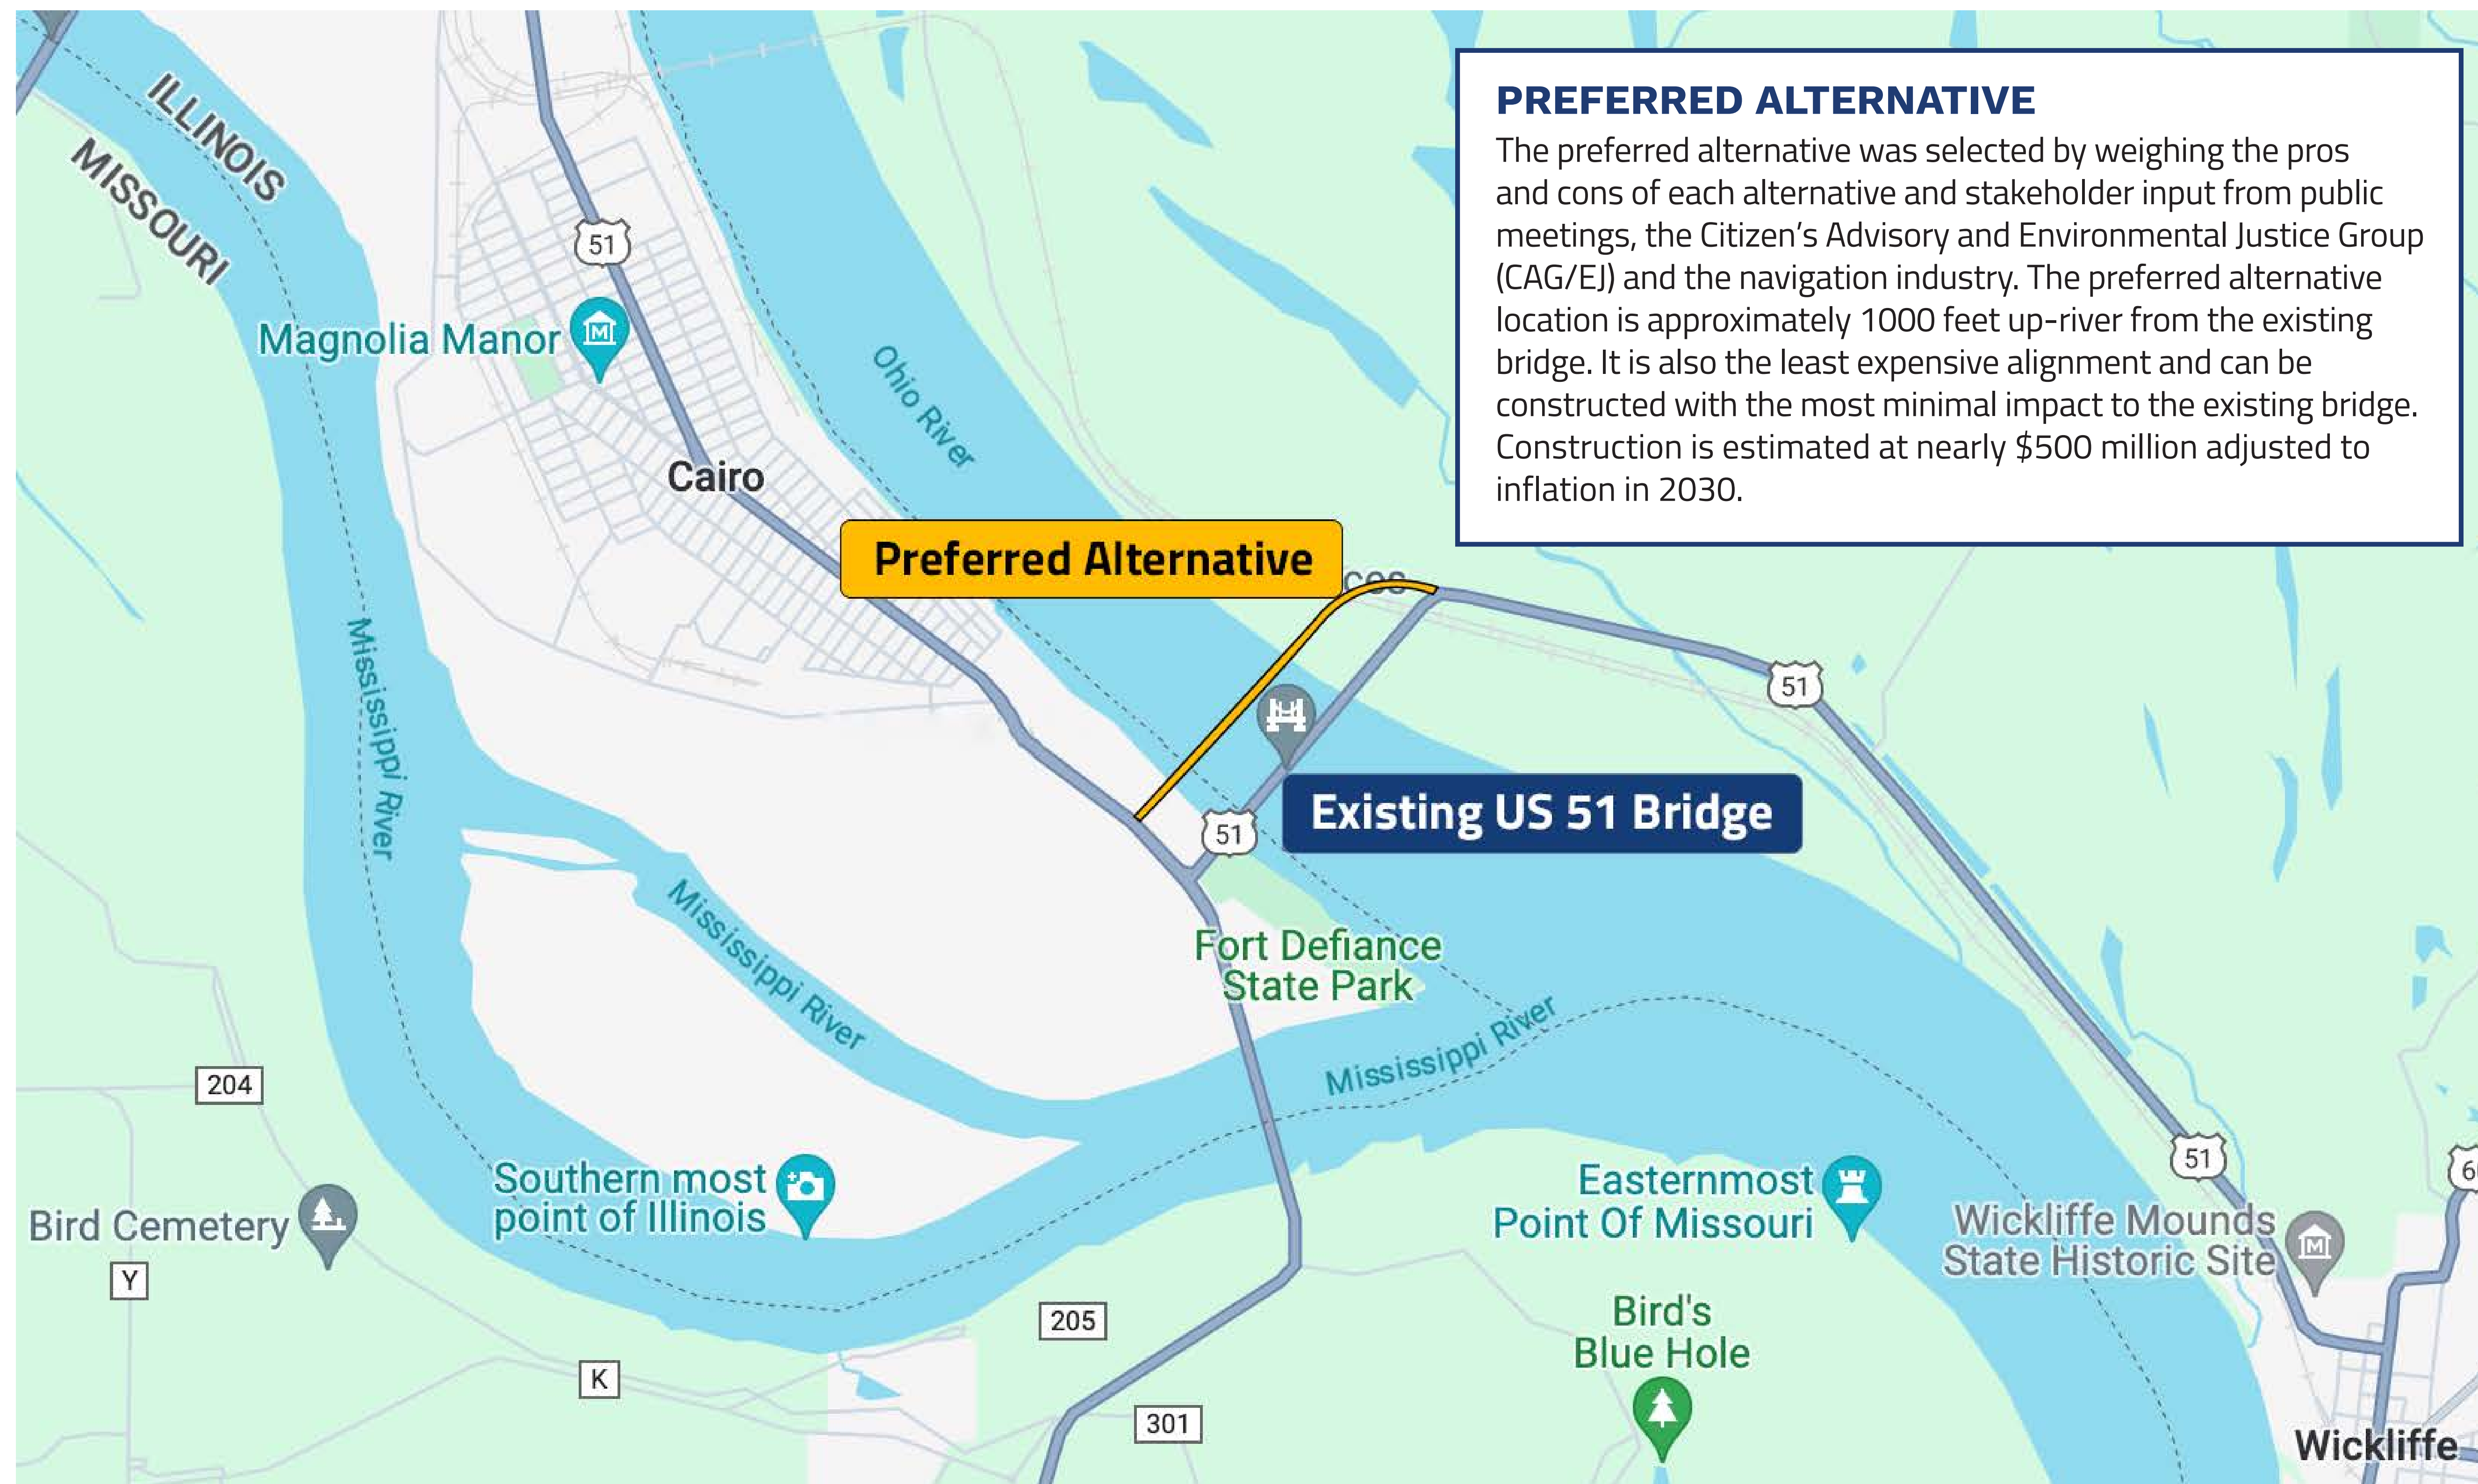 ILLINOIS
MISSOURI
PREFERRED ALTERNATIVE
The preferred alternative was selected by weighing the pros
and cons of each alternative and stakeholder input from public
meetings, the Citizen's Advisory and Environmental Justice Group
(CAG/EJ) and the navigation industry. The preferred alternative
location is approximately 1000 feet up-river from the existing
bridge. It is also the least expensive alignment and can be
constructed with the most minimal impact to the existing bridge.
Construction is estimated at nearly $500 million adjusted to
inflation in 2030.
51
Magnolia Manor
Ohio River
Cairo
Preferred Alternative
51
Mississippi River
Existing US 51 Bridge
51
Mississippi River
Fort Defiance
State Park
Mississippi River
204
51
Southern most
point of Illinois
Easternmost
Point Of Missouri
Bird Cemetery
Wickliffe Mounds
State Historic Site
Y
205
Bird's
Blue Hole
K
301
Wickliffe